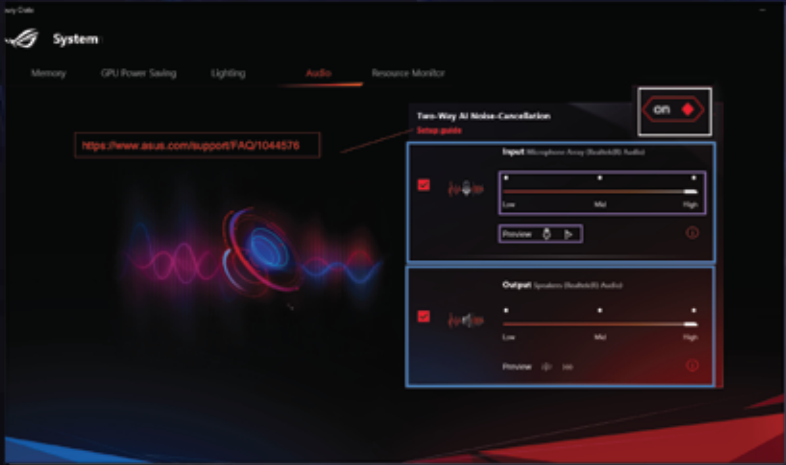 System
Memory GPU Power Saving Lighting Audio Resource Monitor
on
Two-Way AI Noise-Cancellation
Setup guide
https://www.asus.com/support/FAQ/1044576
Input Microphone Array (Realtek(R) Audio)
Low Mid High
Preview
Output Speakers (Realtek(R) Audio)
Low Mid High
Preview